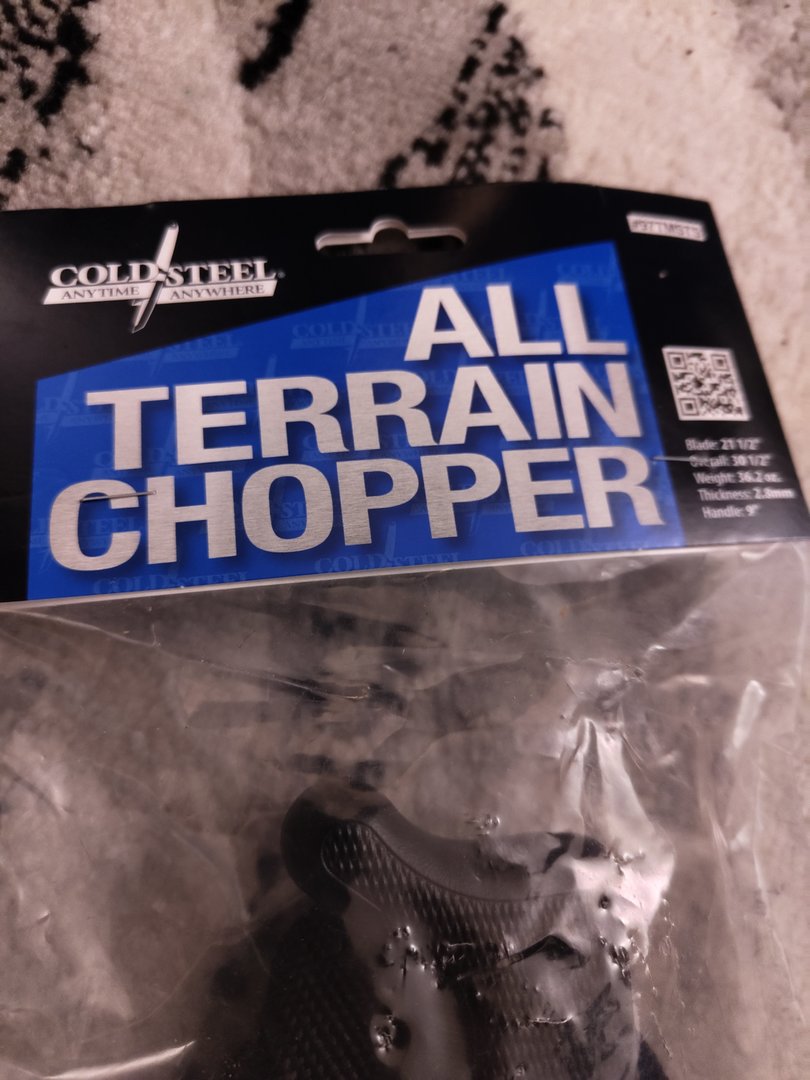 COLD STEEL®
ANYTIME ANYWHERE
ALL
TERRAIN
CHOPPER
Blade: 21 1/2"
Overall: 30 1/2"
Weight: 36.2 oz.
Thickness: 2.8mm
Handle: 9"